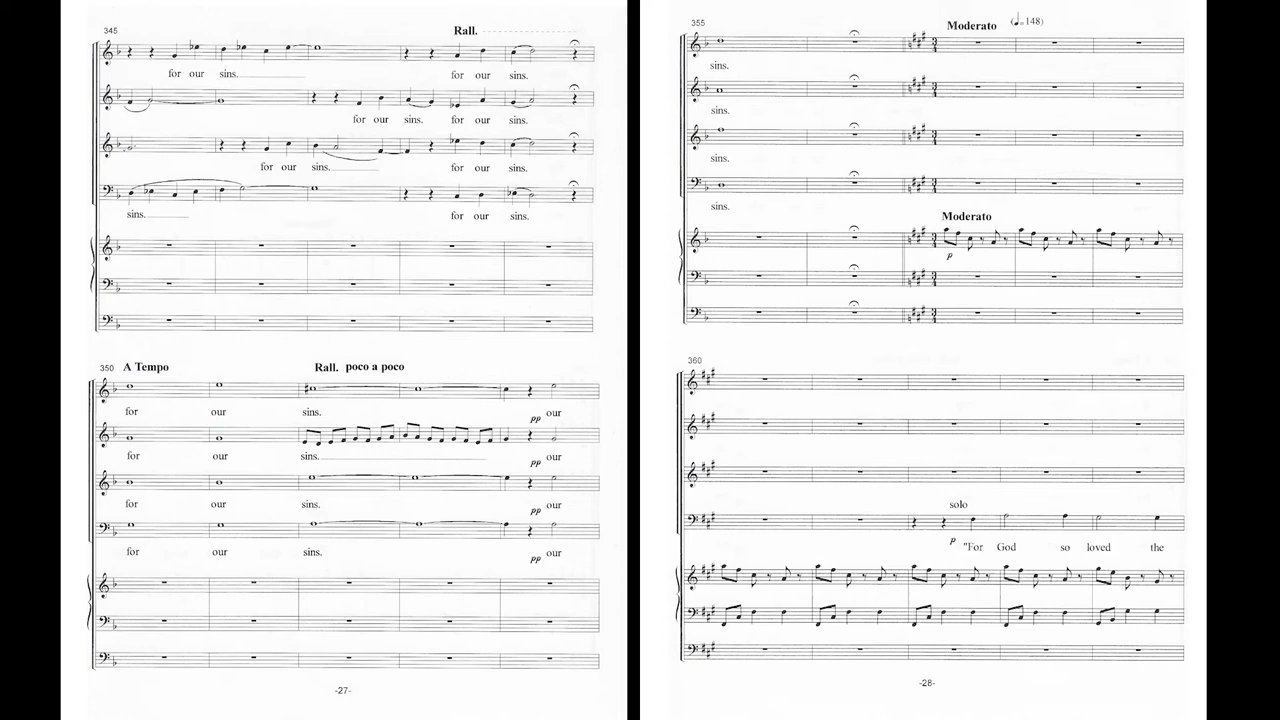 345
Rall.
for our sins.
for our sins.
for our sins. for our sins.
for our sins.
for our sins.
sins.
for our sins.
350 A Tempo
Rall. poco a poco
for our sins.
pp our
for our sins.
pp our
for our sins.
pp our
for our sins.
pp our
-27-
355
Moderato (♩=148)
sins.
sins.
sins.
sins.
Moderato
p
360
solo
p "For God so loved the
-28-